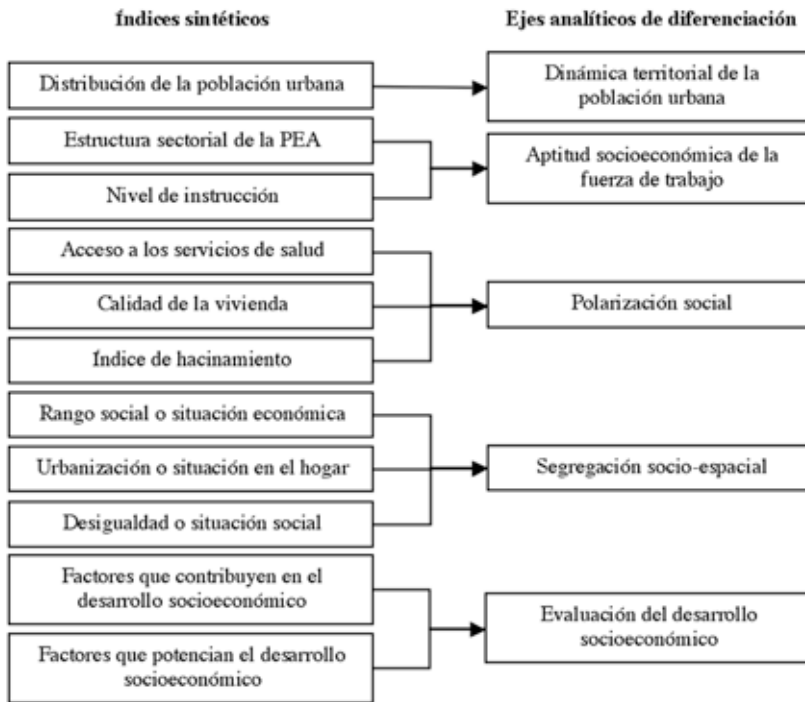 Índices sintéticos
Ejes analíticos de diferenciación
Distribución de la población urbana
Dinámica territorial de la
población urbana
Estructura sectorial de la PEA
Nivel de instrucción
Aptitud socioeconómica de la
fuerza de trabajo
Acceso a los servicios de salud
Calidad de la vivienda
Índice de hacinamiento
Polarización social
Rango social o situación económica
Urbanización o situación en el hogar
Desigualdad o situación social
Segregación socio-espacial
Factores que contribuyen en el
desarrollo socioeconómico
Factores que potencian el desarrollo
socioeconómico
Evaluación del desarrollo
socioeconómico